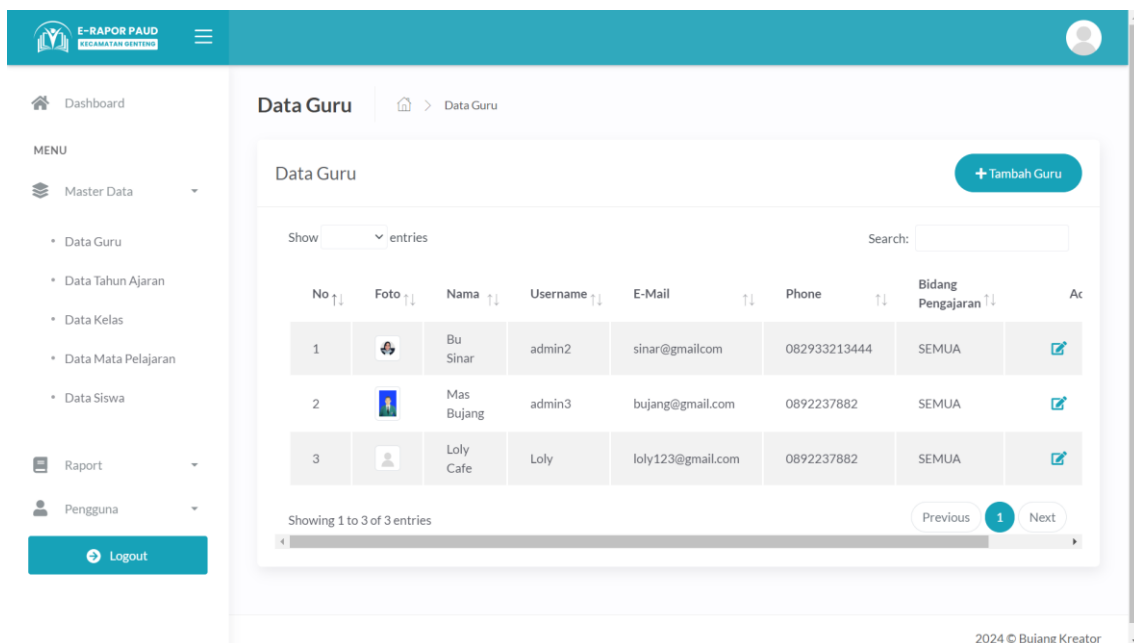 E-RAPOR PAUD
KECAMATAN GENTENG
Dashboard
MENU
Master Data
Data Guru
Data Tahun Ajaran
Data Kelas
Data Mata Pelajaran
Data Siswa
Raport
Pengguna
Logout
Data Guru > Data Guru
Data Guru
+ Tambah Guru
Show entries
Search:
No Foto Nama Username E-Mail Phone Bidang Pengajaran Ac
1 Bu Sinar admin2 sinar@gmailcom 082933213444 SEMUA
2 Mas Bujang admin3 bujang@gmail.com 0892237882 SEMUA
3 Loly Cafe Loly loly123@gmail.com 0892237882 SEMUA
Showing 1 to 3 of 3 entries
Previous 1 Next
2024 © Bujang Kreator